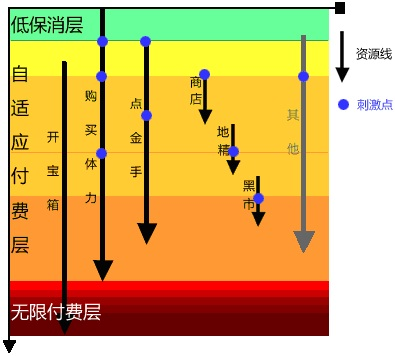 低保消层
自适应付费层
开宝箱
购买体力
点金手
商店
地精
黑市
其他
无限付费层
资源线
刺激点